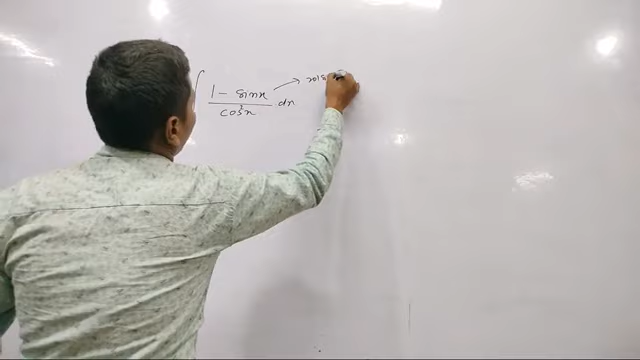 ∫ (1 - sinx)/(cos²x) dx →